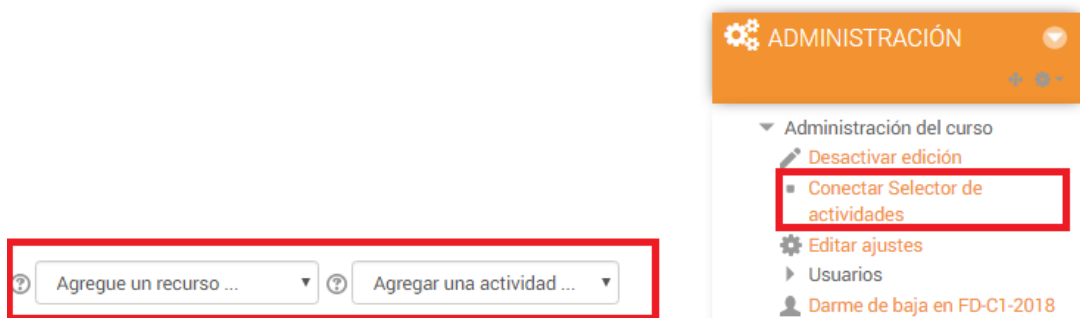 ADMINISTRACIÓN
Administración del curso
Desactivar edición
Conectar Selector de
actividades
Editar ajustes
Usuarios
Darme de baja en FD-C1-2018
Agregue un recurso ...
Agregar una actividad ...